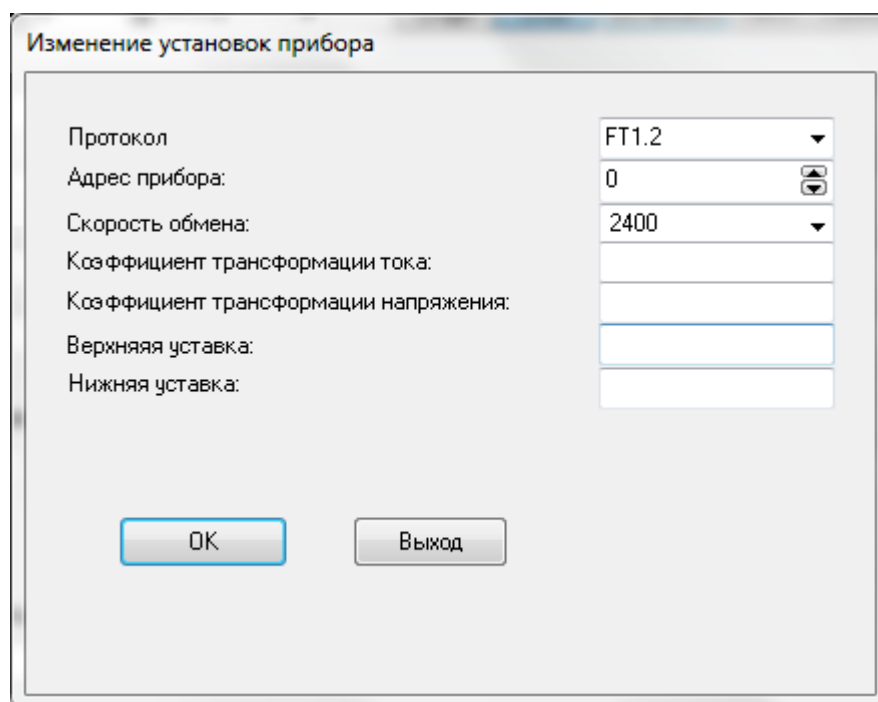 Изменение установок прибора
Протокол FT1.2
Адрес прибора: 0
Скорость обмена: 2400
Коэффициент трансформации тока:
Коэффициент трансформации напряжения:
Верхняяя уставка:
Нижняя уставка:
OK Выход